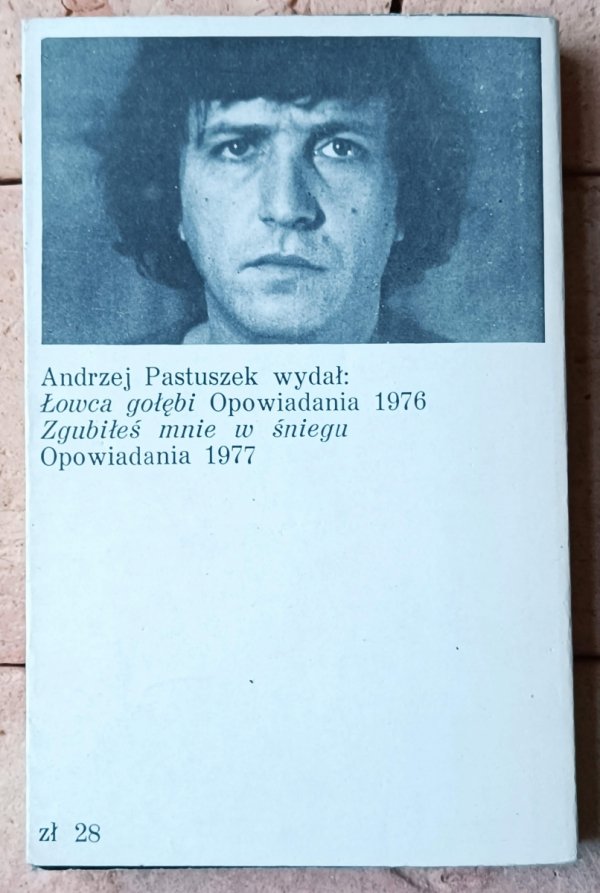 Andrzej Pastuszek wydał:
Łowca gołębi Opowiadania 1976
Zgubiłeś mnie w śniegu
Opowiadania 1977
zł 28